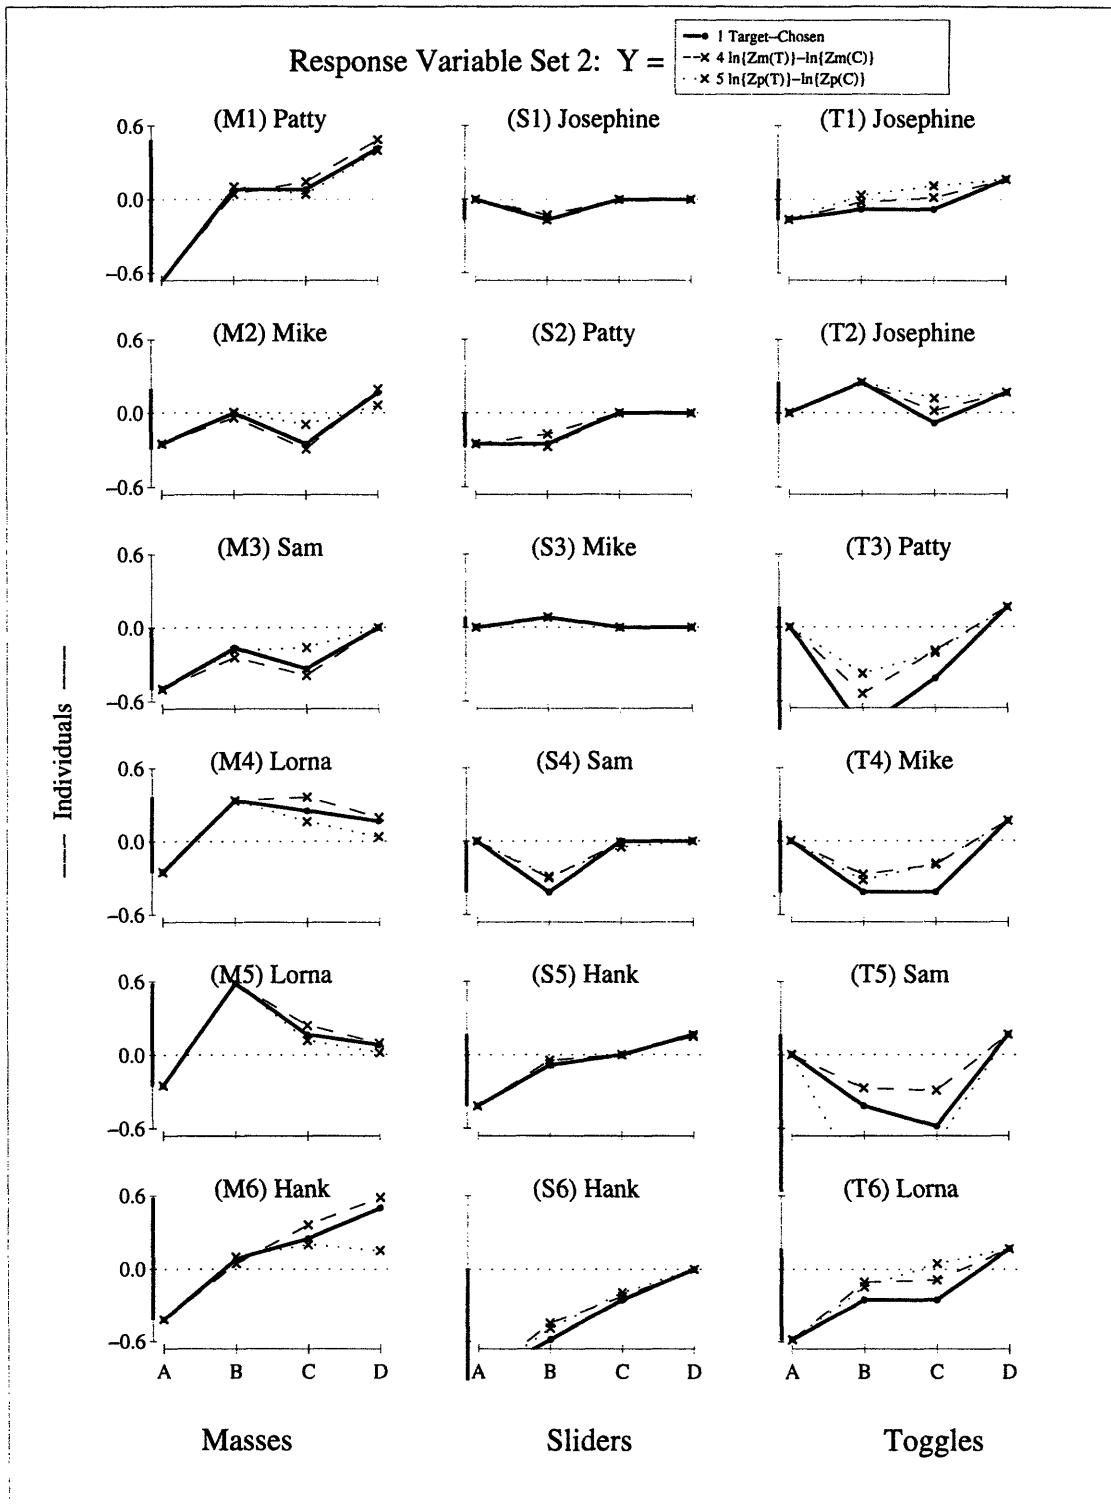 Response Variable Set 2: Y =
1 Target–Chosen
4 ln{Zm(T)}–ln{Zm(C)}
5 ln{Zp(T)}–ln{Zp(C)}
(M1) Patty (S1) Josephine (T1) Josephine
0.6
0.0
–0.6
(M2) Mike (S2) Patty (T2) Josephine
0.6
0.0
–0.6
(M3) Sam (S3) Mike (T3) Patty
0.6
0.0
–0.6
(M4) Lorna (S4) Sam (T4) Mike
0.6
0.0
–0.6
(M5) Lorna (S5) Hank (T5) Sam
0.6
0.0
–0.6
(M6) Hank (S6) Hank (T6) Lorna
0.6
0.0
–0.6
Individuals
A B C D A B C D A B C D
Masses Sliders Toggles